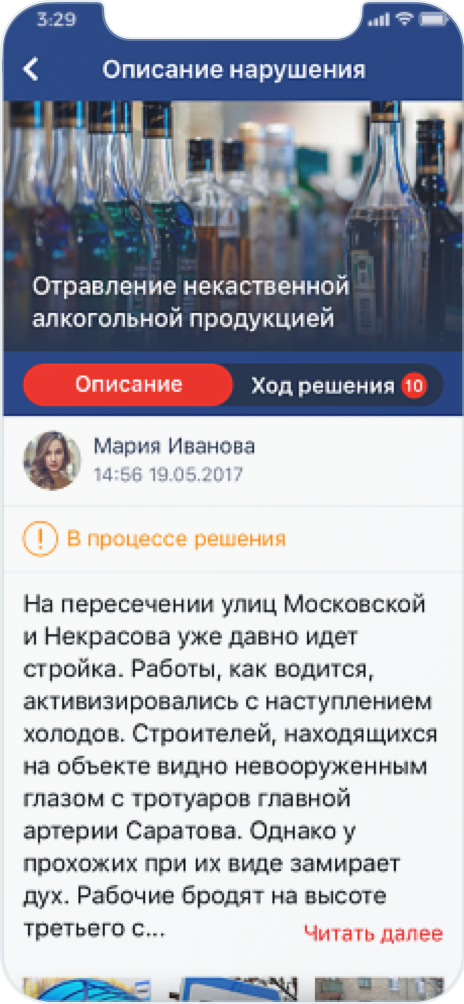 3:29
Описание нарушения
Отравление некаственной
алкогольной продукцией
Описание
Ход решения 10
Мария Иванова
14:56 19.05.2017
! В процессе решения
На пересечении улиц Московской
и Некрасова уже давно идет
стройка. Работы, как водится,
активизировались с наступлением
холодов. Строителей, находящихся
на объекте видно невооруженным
глазом с тротуаров главной
артерии Саратова. Однако у
прохожих при их виде замирает
дух. Рабочие бродят на высоте
третьего с...
Читать далее